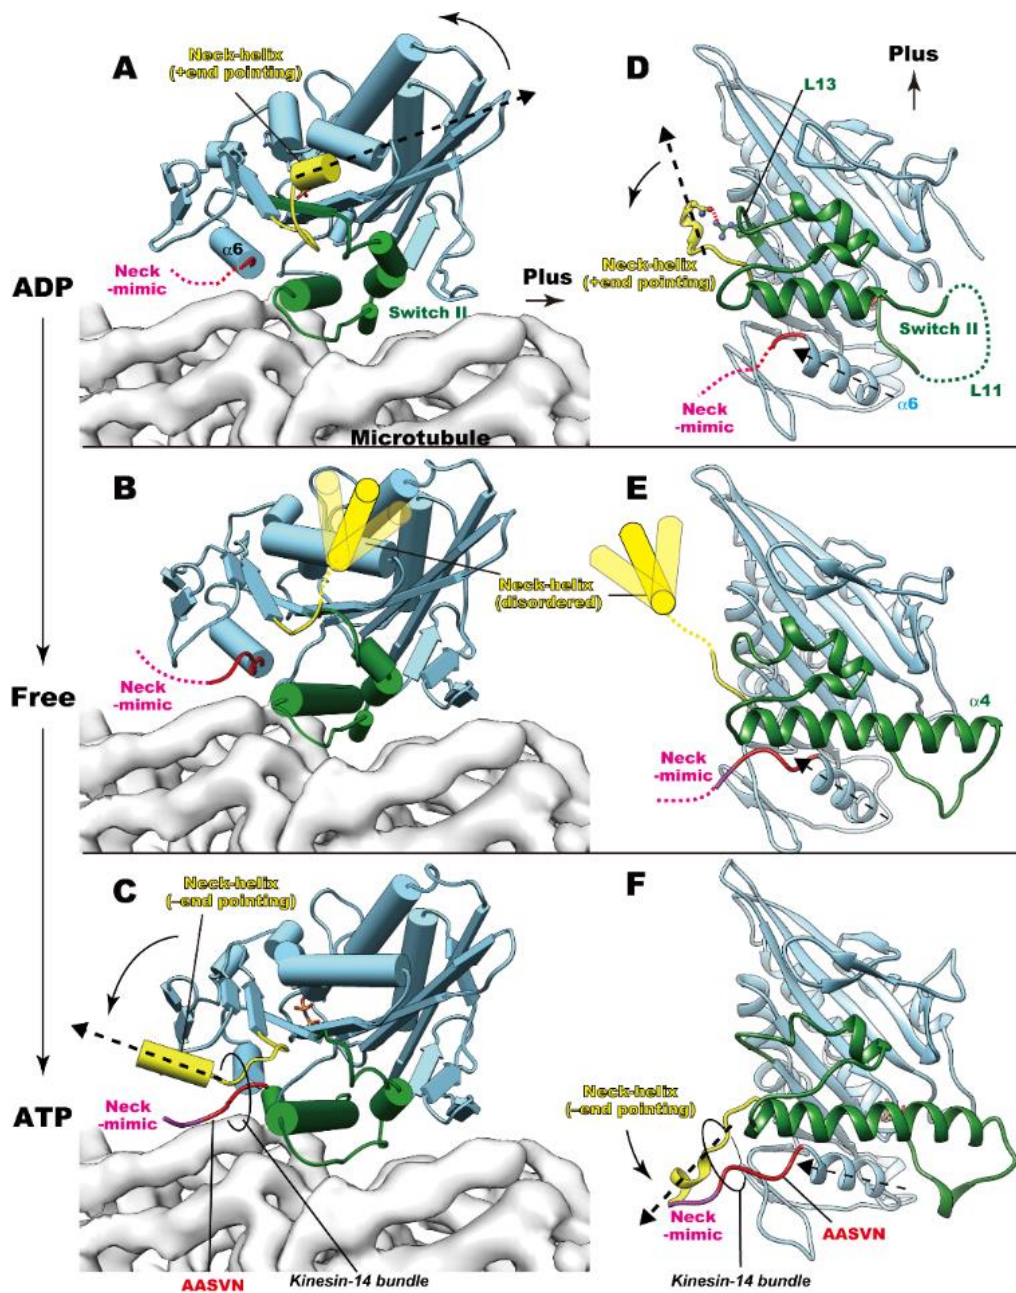 A
Neck-helix
(+end pointing)
α6
Neck
-mimic
Switch II
Microtubule
ADP
Plus
D
Plus
L13
Neck-helix
(+end pointing)
Switch II
L11
Neck
-mimic
α6
B
Neck-helix
(disordered)
Neck
-mimic
Free
E
α4
Neck
-mimic
C
Neck-helix
(–end pointing)
Neck
-mimic
ATP
AASVN
Kinesin-14 bundle
F
Neck-helix
(–end pointing)
Neck
-mimic
AASVN
Kinesin-14 bundle